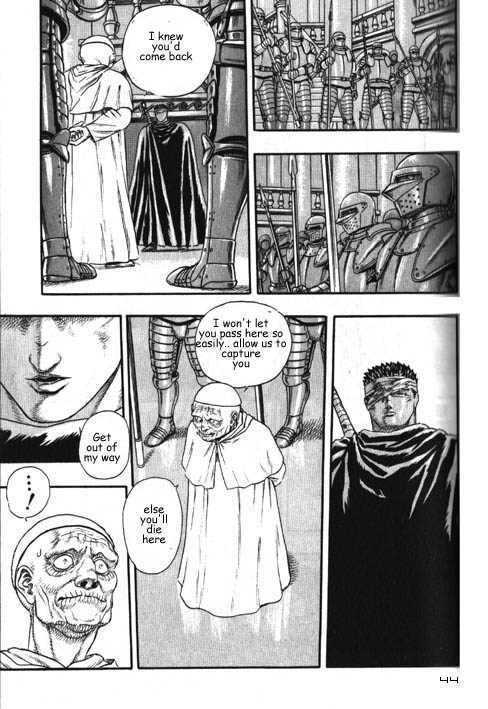 I knew
you'd
come back
I won't let
you pass here so
easily.. allow us to
capture
you
else
you'll
die
here
Get
out of
my way
...!
44